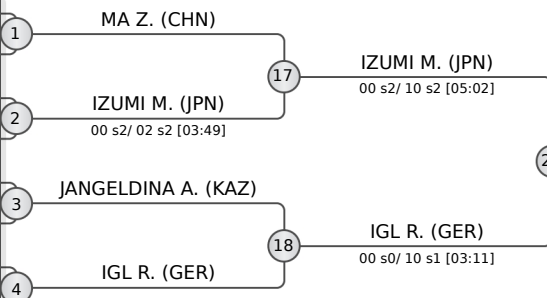 1
MA Z. (CHN)
17
IZUMI M. (JPN)
00 s2/ 10 s2 [05:02]
2
IZUMI M. (JPN)
00 s2/ 02 s2 [03:49]
3
JANGELDINA A. (KAZ)
18
IGL R. (GER)
00 s0/ 10 s1 [03:11]
4
IGL R. (GER)